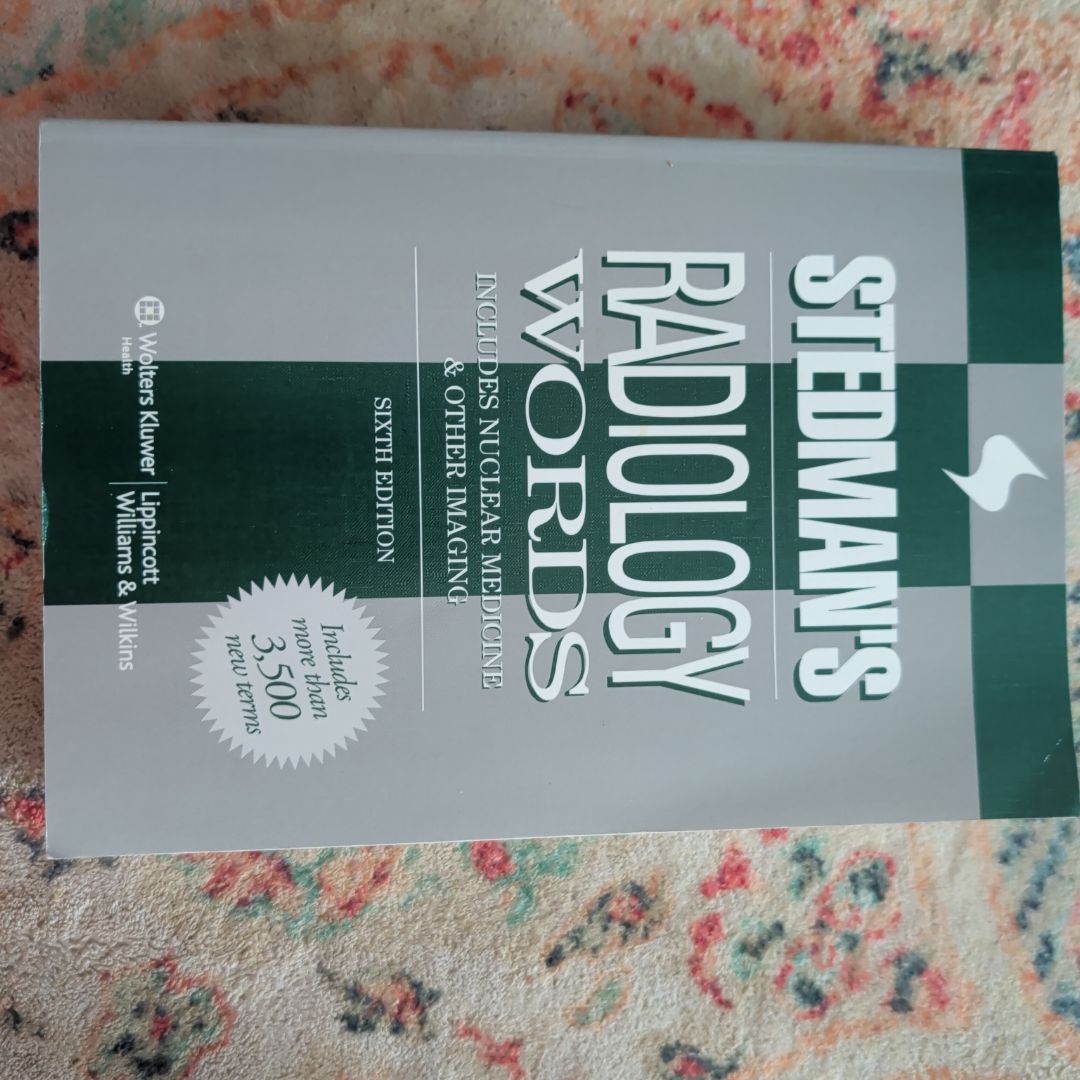 STEDMAN'S
RADIOLOGY
WORDS
INCLUDES NUCLEAR MEDICINE
& OTHER IMAGING
SIXTH EDITION
Includes
more than
3,500
new terms
Wolters Kluwer
Health
Lippincott
Williams & Wilkins